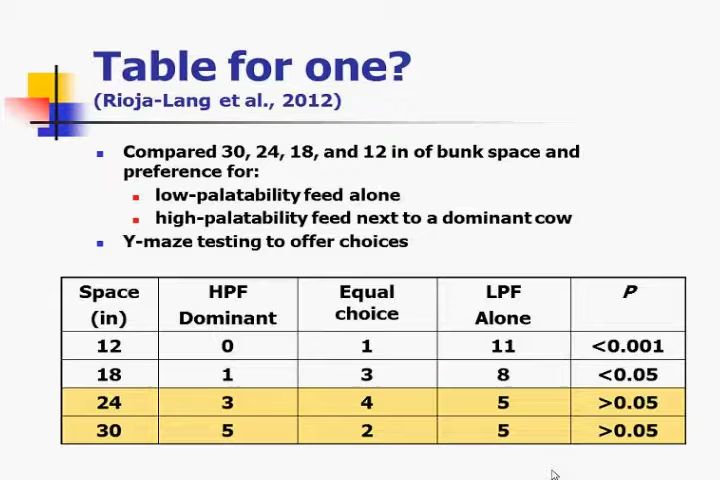 Table for one?
(Rioja-Lang et al., 2012)
Compared 30, 24, 18, and 12 in of bunk space and
preference for:
low-palatability feed alone
high-palatability feed next to a dominant cow
Y-maze testing to offer choices
Space (in) HPF Dominant Equal choice LPF Alone P
12 0 1 11 <0.001
18 1 3 8 <0.05
24 3 4 5 >0.05
30 5 2 5 >0.05